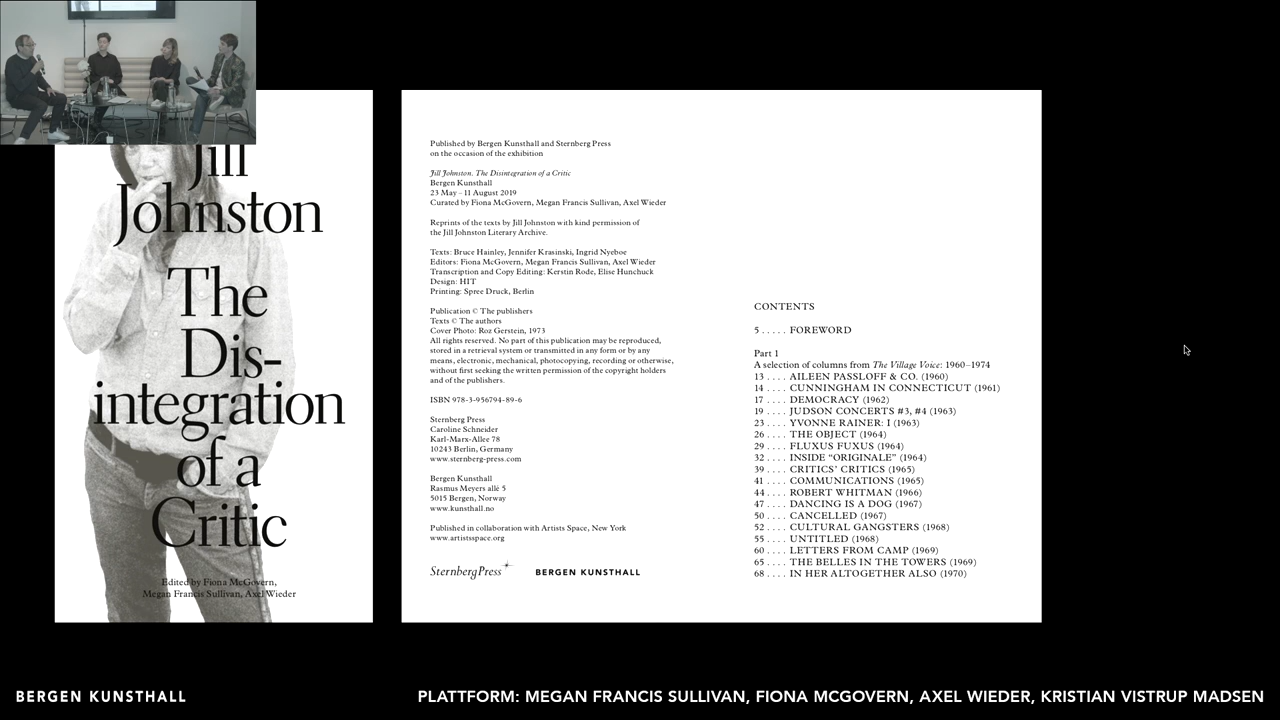 Jill
Johnston
The
Dis-
integration
of a
Critic
Edited by Fiona McGovern,
Megan Francis Sullivan, Axel Wieder
Published by Bergen Kunsthall and Sternberg Press
on the occasion of the exhibition
Jill Johnston. The Disintegration of a Critic
Bergen Kunsthall
23 May – 11 August 2019
Curated by Fiona McGovern, Megan Francis Sullivan, Axel Wieder
Reprints of the texts by Jill Johnston with kind permission of
the Jill Johnston Literary Archive.
Texts: Bruce Hainley, Jennifer Krasinski, Ingrid Nyeboe
Editors: Fiona McGovern, Megan Francis Sullivan, Axel Wieder
Transcription and Copy Editing: Kerstin Rode, Elise Hunchuck
Design: HIT
Printing: Spree Druck, Berlin
Publication © The publishers
Texts © The authors
Cover Photo: Roz Gerstein, 1973
All rights reserved. No part of this publication may be reproduced,
stored in a retrieval system or transmitted in any form or by any
means, electronic, mechanical, photocopying, recording or otherwise,
without first seeking the written permission of the copyright holders
and of the publishers.
ISBN 978-3-956794-89-6
Sternberg Press
Caroline Schneider
Karl-Marx-Allee 78
10243 Berlin, Germany
www.sternberg-press.com
Bergen Kunsthall
Rasmus Meyers allé 5
5015 Bergen, Norway
www.kunsthall.no
Published in collaboration with Artists Space, New York
www.artistsspace.org
SternbergPress
BERGEN KUNSTHALL
CONTENTS
5 . . . . . FOREWORD
Part 1
A selection of columns from The Village Voice: 1960–1974
13 . . . . AILEEN PASSLOFF & CO. (1960)
14 . . . . CUNNINGHAM IN CONNECTICUT (1961)
17 . . . . DEMOCRACY (1962)
19 . . . . JUDSON CONCERTS #3, #4 (1963)
23 . . . . YVONNE RAINER: I (1963)
26 . . . . THE OBJECT (1964)
29 . . . . FLUXUS FUXUS (1964)
32 . . . . INSIDE “ORIGINALE” (1964)
39 . . . . CRITICS’ CRITICS (1965)
41 . . . . COMMUNICATIONS (1965)
44 . . . . ROBERT WHITMAN (1966)
47 . . . . DANCING IS A DOG (1967)
50 . . . . CANCELLED (1967)
52 . . . . CULTURAL GANGSTERS (1968)
55 . . . . UNTITLED (1968)
60 . . . . LETTERS FROM CAMP (1969)
65 . . . . THE BELLES IN THE TOWERS (1969)
68 . . . . IN HER ALTOGETHER ALSO (1970)
BERGEN KUNSTHALL
PLATTFORM: MEGAN FRANCIS SULLIVAN, FIONA MCGOVERN, AXEL WIEDER, KRISTIAN VISTRUP MADSEN